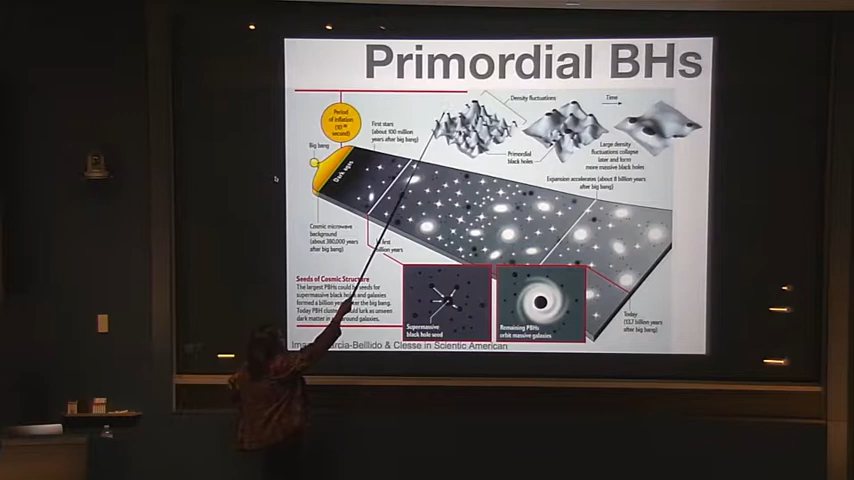 Primordial BHs
Period
of inflation
second)
Big bang
Dark ages
First stars
(about 100 million
years after big bang)
Density fluctuations
Time
Primordial
black holes
Large density
fluctuations collapse
later and form
more massive black holes
Expansion accelerates (about 8 billion years
after big bang)
Cosmic microwave
background
(about 380,000 years
after big bang)
first
years
Seeds of Cosmic Structure
The largest PBHs could be seeds for
supermassive black and galaxies
formed a billion years after the big bang.
Today PBH clusters could lurk as unseen
dark matter in around galaxies.
Supermassive
black hole seed
Remaining PBHs
orbit massive galaxies
Today
(13.7 billion years
after big bang)
Garcia-Bellido & Clesse in Scientic American